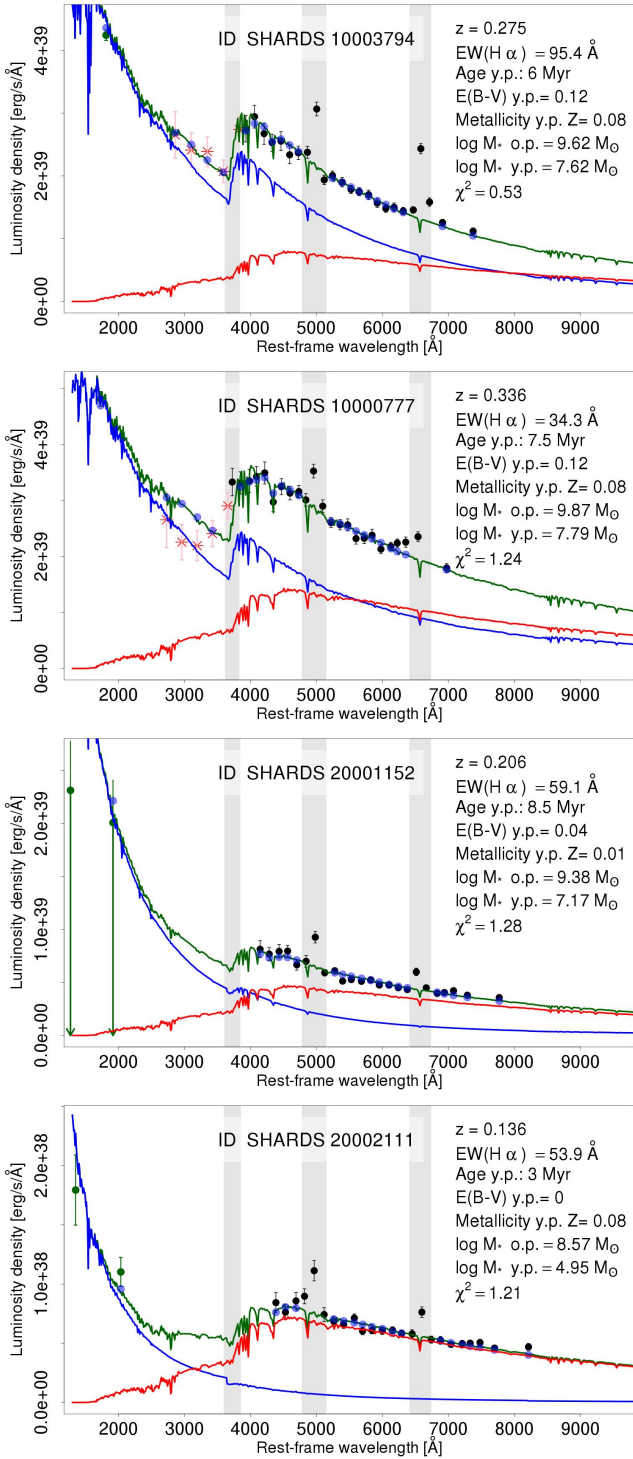 ID SHARDS 10003794
z = 0.275
EW(H α) = 95.4 Å
Age y.p.: 6 Myr
E(B-V) y.p.= 0.12
Metallicity y.p. Z= 0.08
log M* o.p. = 9.62 M⊙
log M* y.p. = 7.62 M⊙
χ² = 0.53
Luminosity density [erg/s/Å]
4e+39
2e+39
0e+00
2000 3000 4000 5000 6000 7000 8000 9000
Rest-frame wavelength [Å]
ID SHARDS 10000777
z = 0.336
EW(H α) = 34.3 Å
Age y.p.: 7.5 Myr
E(B-V) y.p.= 0.12
Metallicity y.p. Z= 0.08
log M* o.p. = 9.87 M⊙
log M* y.p. = 7.79 M⊙
χ² = 1.24
Luminosity density [erg/s/Å]
4e+39
2e+39
0e+00
2000 3000 4000 5000 6000 7000 8000 9000
Rest-frame wavelength [Å]
ID SHARDS 20001152
z = 0.206
EW(H α) = 59.1 Å
Age y.p.: 8.5 Myr
E(B-V) y.p.= 0.04
Metallicity y.p. Z= 0.01
log M* o.p. = 9.38 M⊙
log M* y.p. = 7.17 M⊙
χ² = 1.28
Luminosity density [erg/s/Å]
2.0e+39
1.0e+39
0.0e+00
2000 3000 4000 5000 6000 7000 8000 9000
Rest-frame wavelength [Å]
ID SHARDS 20002111
z = 0.136
EW(H α) = 53.9 Å
Age y.p.: 3 Myr
E(B-V) y.p.= 0
Metallicity y.p. Z= 0.08
log M* o.p. = 8.57 M⊙
log M* y.p. = 4.95 M⊙
χ² = 1.21
Luminosity density [erg/s/Å]
2.0e+38
1.0e+38
0.0e+00
2000 3000 4000 5000 6000 7000 8000 9000
Rest-frame wavelength [Å]